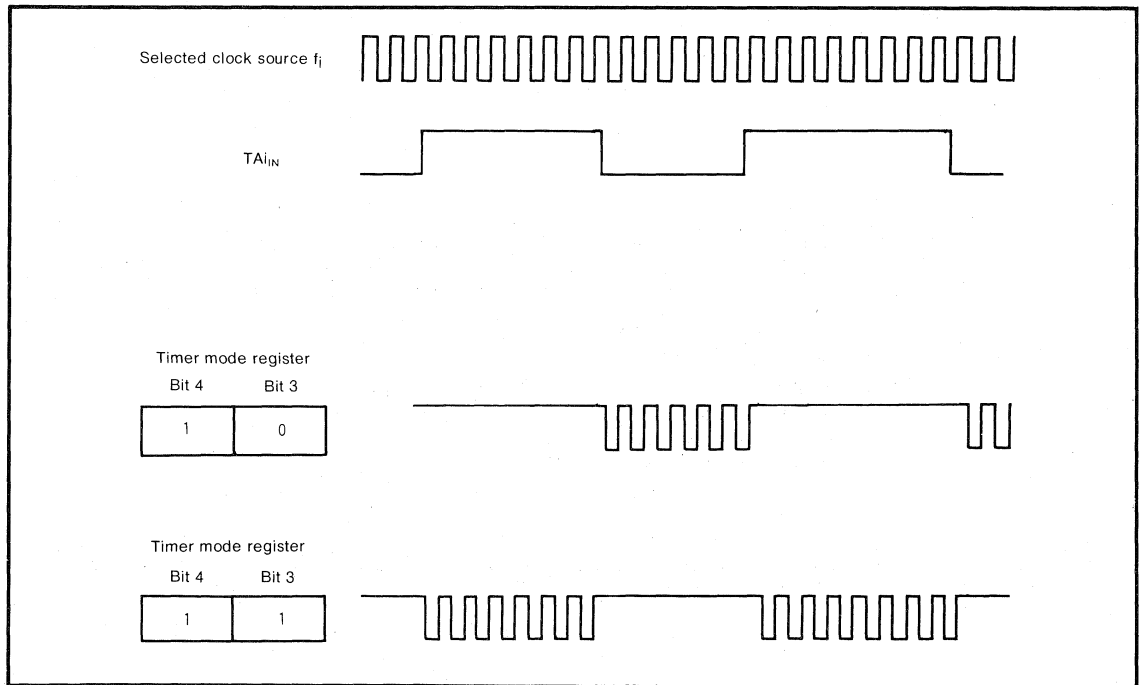 Selected clock source fi
TAiIN
Timer mode register
Bit 4 Bit 3
1 0
Timer mode register
Bit 4 Bit 3
1 1